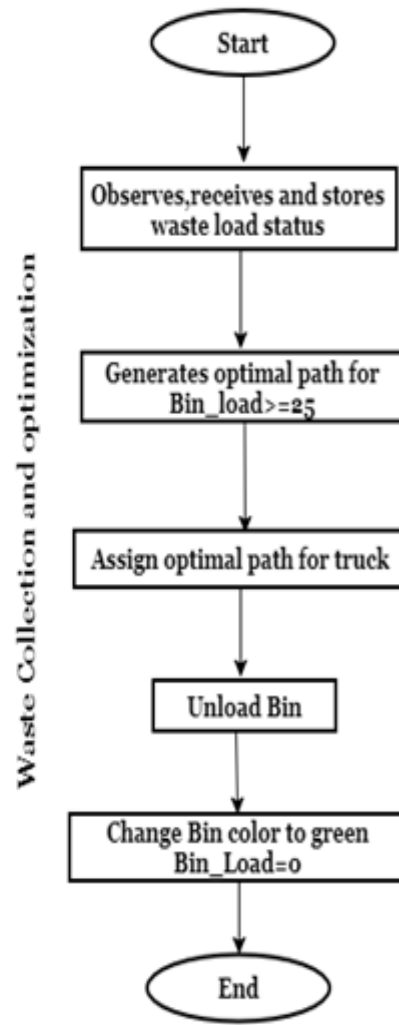 Waste Collection and optimization
Start
Observes,receives and stores
waste load status
Generates optimal path for
Bin_load>=25
Assign optimal path for truck
Unload Bin
Change Bin color to green
Bin_Load=0
End